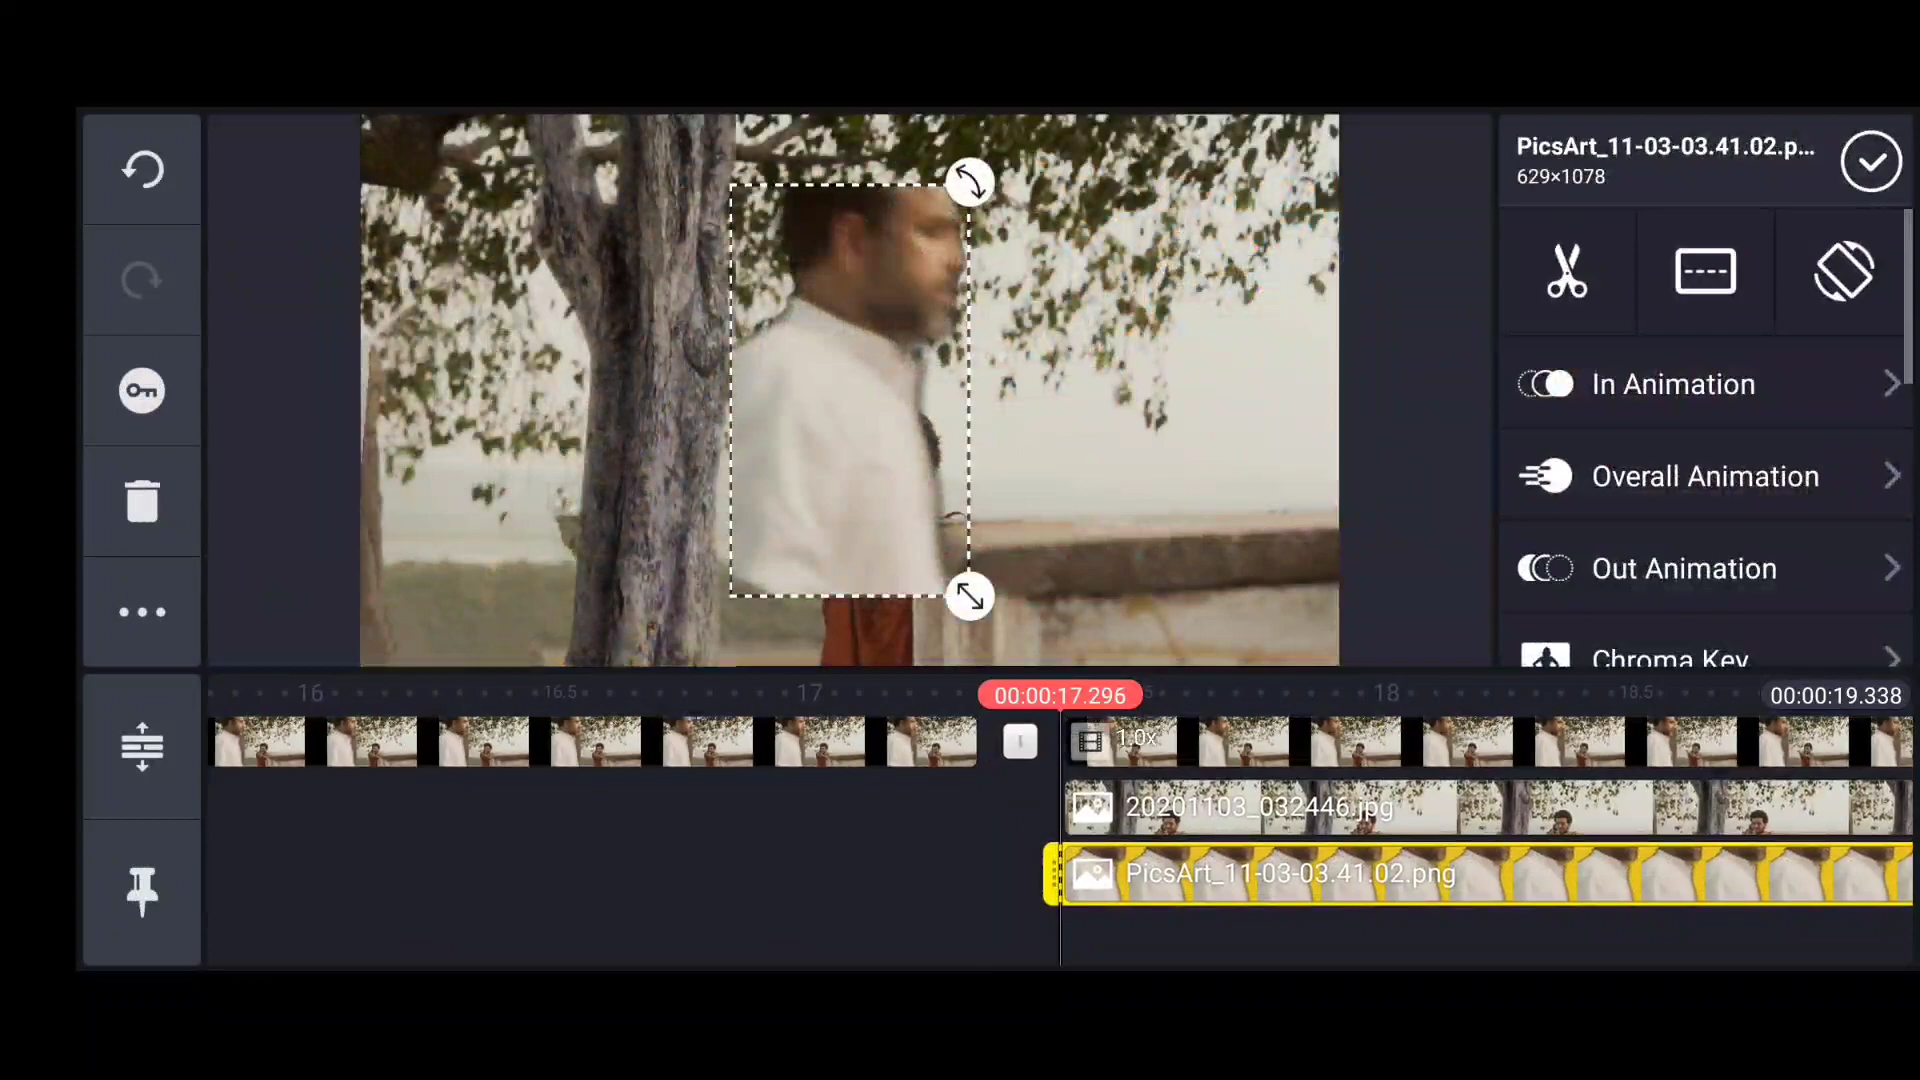 PicsArt_11-03-03.41.02.p...
629×1078
In Animation
Overall Animation
Out Animation
Chroma Key
16
16.5
17
00:00:17.296
5
18
18.5
00:00:19.338
1.0x
20201103_032446.jpg
PicsArt_11-03-03.41.02.png